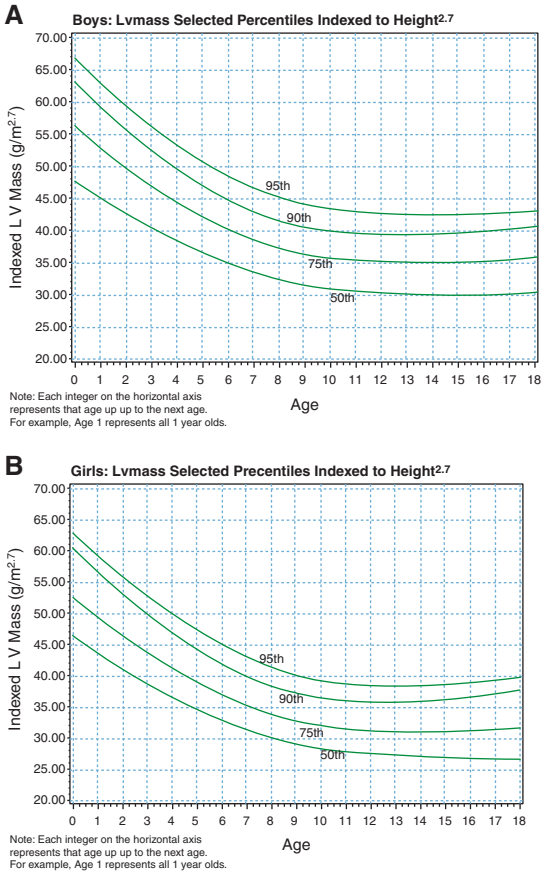 A
Boys: Lvmass Selected Percentiles Indexed to Height2.7
70.00
65.00
60.00
55.00
50.00
45.00
40.00
35.00
30.00
25.00
20.00
Indexed L V Mass (g/m2.7)
95th
90th
75th
50th
0 1 2 3 4 5 6 7 8 9 10 11 12 13 14 15 16 17 18
Age
Note: Each integer on the horizontal axis
represents that age up up to the next age.
For example, Age 1 represents all 1 year olds.
B
Girls: Lvmass Selected Precentiles Indexed to Height2.7
70.00
65.00
60.00
55.00
50.00
45.00
40.00
35.00
30.00
25.00
20.00
Indexed L V Mass (g/m2.7)
95th
90th
75th
50th
0 1 2 3 4 5 6 7 8 9 10 11 12 13 14 15 16 17 18
Age
Note: Each integer on the horizontal axis
represents that age up up to the next age.
For example, Age 1 represents all 1 year olds.